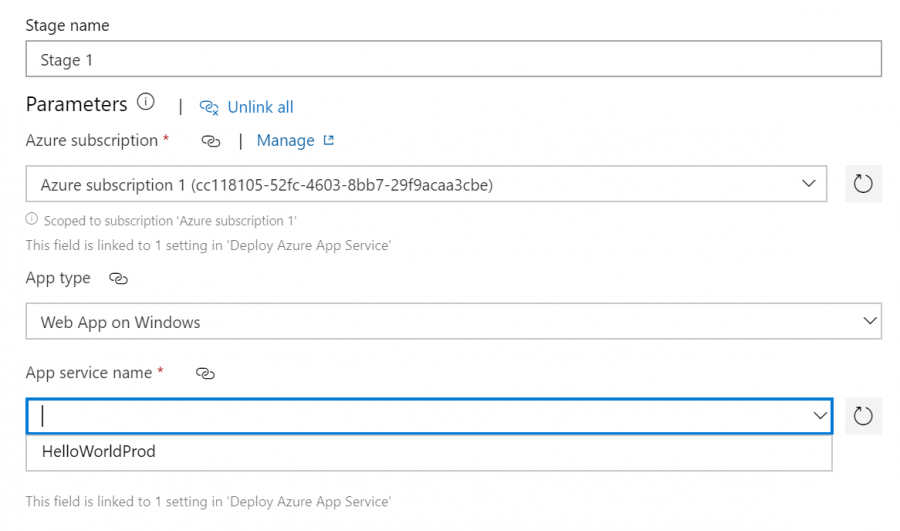 Stage name
Stage 1
Parameters | Unlink all
Azure subscription * | Manage
Azure subscription 1 (cc118105-52fc-4603-8bb7-29f9acaa3cbe)
Scoped to subscription 'Azure subscription 1'
This field is linked to 1 setting in 'Deploy Azure App Service'
App type
Web App on Windows
App service name *
HelloWorldProd
This field is linked to 1 setting in 'Deploy Azure App Service'